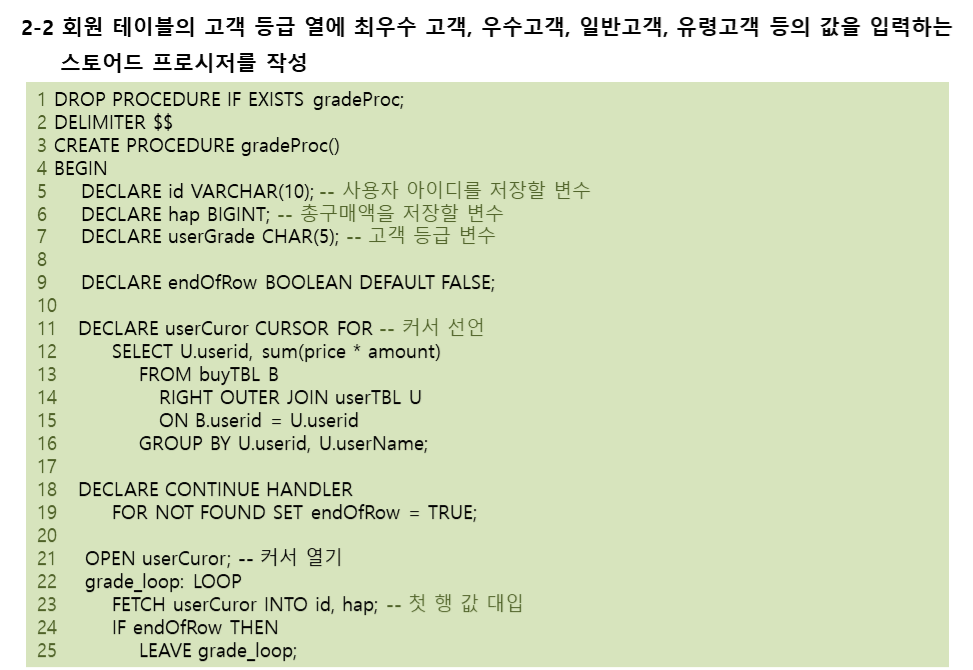 2-2 회원 테이블의 고객 등급 열에 최우수 고객, 우수고객, 일반고객, 유령고객 등의 값을 입력하는
스토어드 프로시저를 작성
1 DROP PROCEDURE IF EXISTS gradeProc;
2 DELIMITER $$
3 CREATE PROCEDURE gradeProc()
4 BEGIN
5 DECLARE id VARCHAR(10); -- 사용자 아이디를 저장할 변수
6 DECLARE hap BIGINT; -- 총구매액을 저장할 변수
7 DECLARE userGrade CHAR(5); -- 고객 등급 변수
8
9 DECLARE endOfRow BOOLEAN DEFAULT FALSE;
10
11 DECLARE userCuror CURSOR FOR -- 커서 선언
12 SELECT U.userid, sum(price * amount)
13 FROM buyTBL B
14 RIGHT OUTER JOIN userTBL U
15 ON B.userid = U.userid
16 GROUP BY U.userid, U.userName;
17
18 DECLARE CONTINUE HANDLER
19 FOR NOT FOUND SET endOfRow = TRUE;
20
21 OPEN userCuror; -- 커서 열기
22 grade_loop: LOOP
23 FETCH userCuror INTO id, hap; -- 첫 행 값 대입
24 IF endOfRow THEN
25 LEAVE grade_loop;